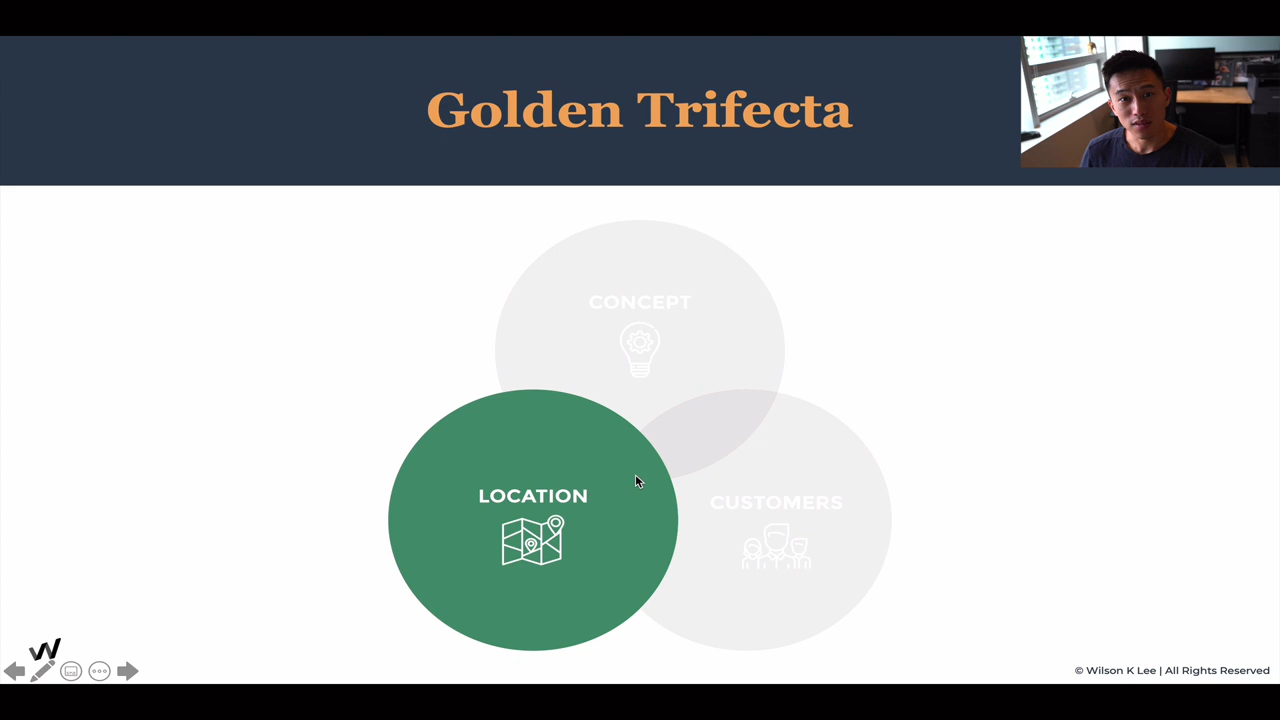 Golden Trifecta
CONCEPT
LOCATION
CUSTOMERS
W
© Wilson K Lee | All Rights Reserved